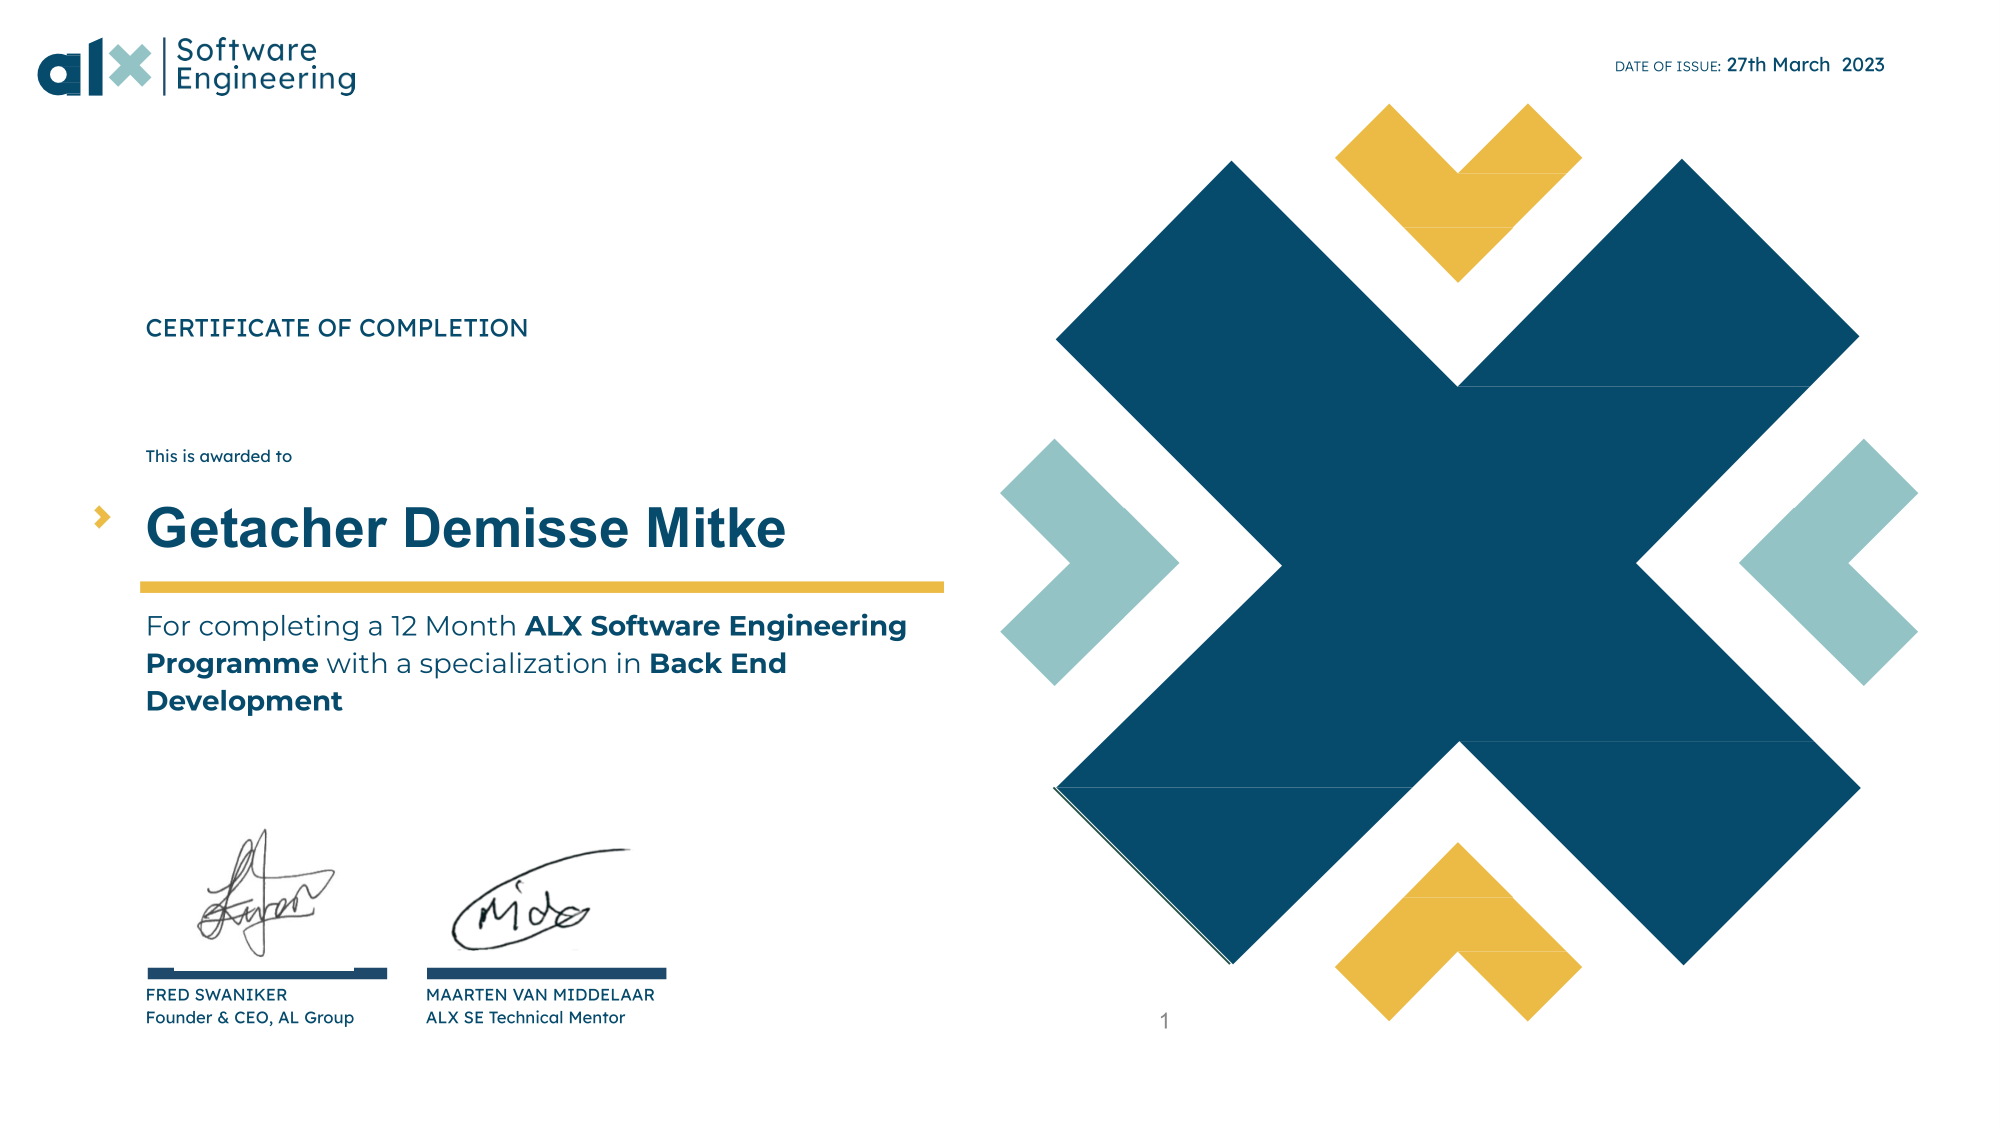 alx
Software
Engineering
DATE OF ISSUE: 27th March 2023
CERTIFICATE OF COMPLETION
This is awarded to
Getacher Demisse Mitke
For completing a 12 Month ALX Software Engineering
Programme with a specialization in Back End
Development
FRED SWANIKER
Founder & CEO, AL Group
MAARTEN VAN MIDDELAAR
ALX SE Technical Mentor
1